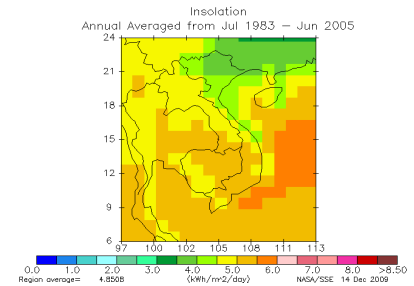 Insolation
Annual Averaged from Jul 1983 – Jun 2005
24
21
18
15
12
9
6
97 100 102 105 108 111 113
0.0 1.0 2.0 3.0 4.0 5.0 6.0 7.0 8.0 >8.50
Region average= 4.8508 (kWh/m^2/day) NASA/SSE 14 Dec 2009